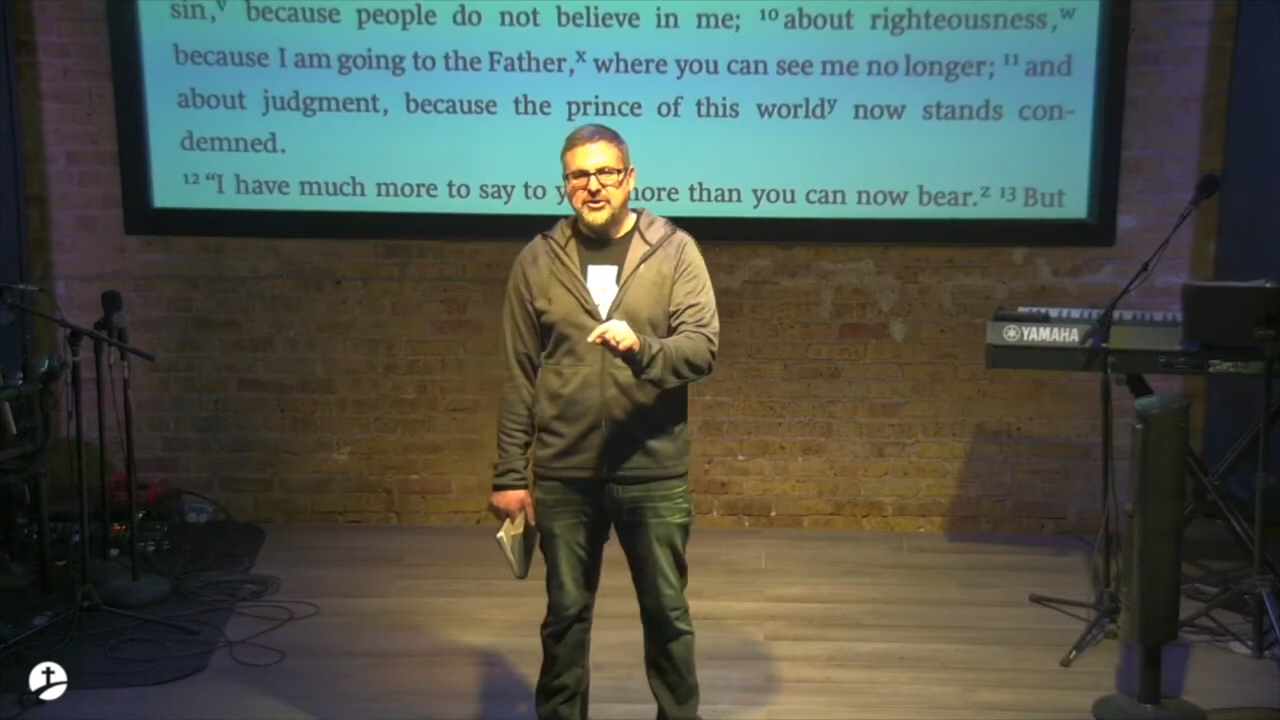 sin,ᵛ because people do not believe in me; ¹⁰ about righteousness,ʷ
because I am going to the Father,ˣ where you can see me no longer; ¹¹ and
about judgment, because the prince of this worldʸ now stands con-
demned.
¹² “I have much more to say to y more than you can now bear.ᶻ ¹³ But
YAMAHA